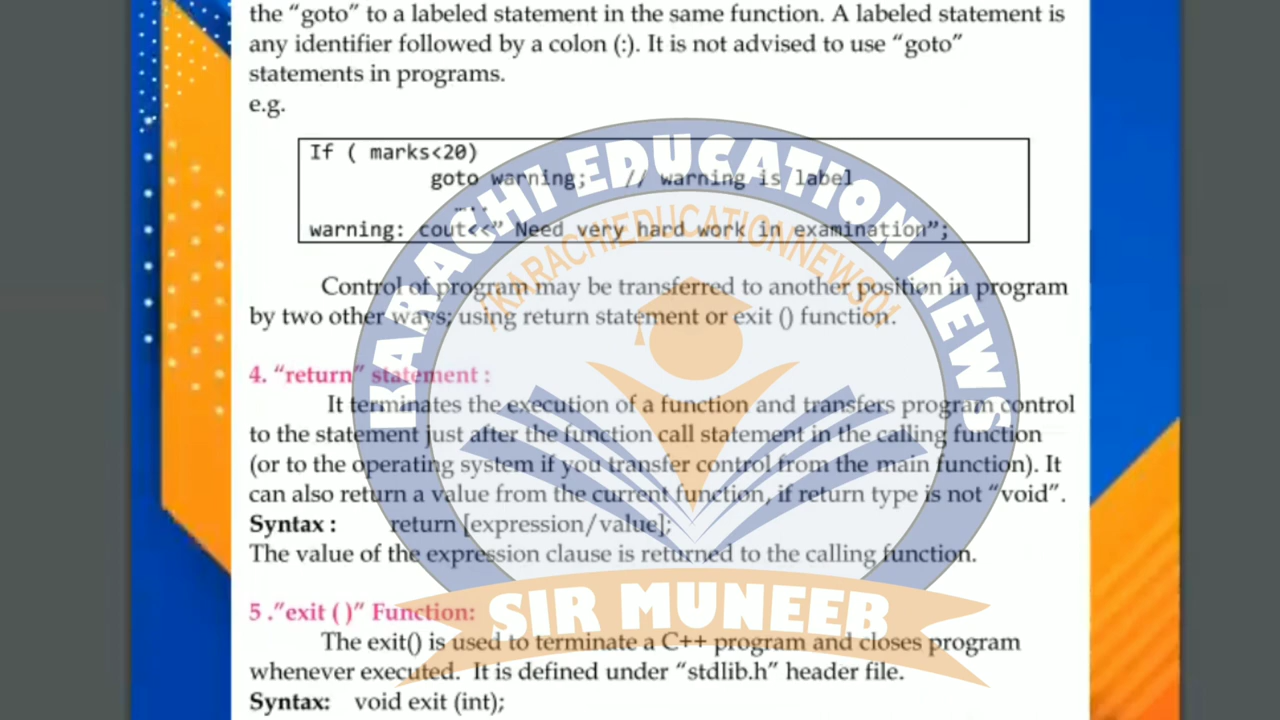 the “goto” to a labeled statement in the same function. A labeled statement is
any identifier followed by a colon (:). It is not advised to use “goto”
statements in programs.
e.g.
If ( marks<20)
goto warning; // warning is label
...
warning: cout<<” Need very hard work in examination”;
Control of program may be transferred to another position in program
by two other ways; using return statement or exit () function.
4. “return” statement :
It terminates the execution of a function and transfers program control
to the statement just after the function call statement in the calling function
(or to the operating system if you transfer control from the main function). It
can also return a value from the current function, if return type is not “void”.
Syntax : return [expression/value];
The value of the expression clause is returned to the calling function.
5 .”exit ( )” Function:
The exit() is used to terminate a C++ program and closes program
whenever executed. It is defined under “stdlib.h” header file.
Syntax: void exit (int);
KARACHI EDUCATION NEWS
/KARACHIEDUCATIONNEWS01
SIR MUNEEB